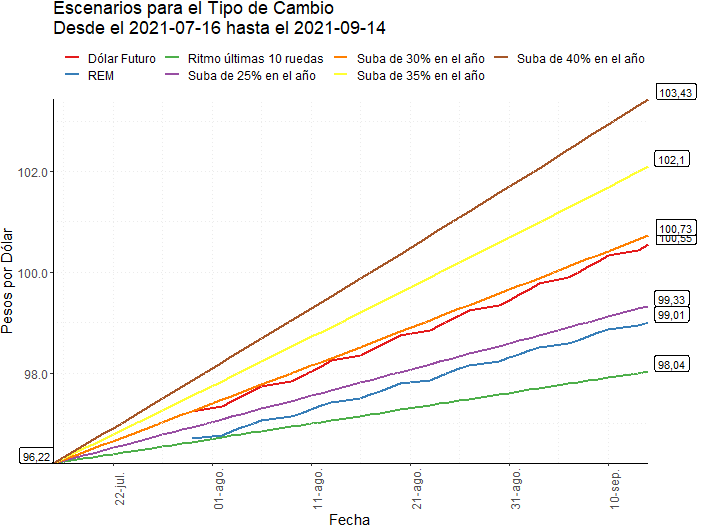 Escenarios para el Tipo de Cambio
Desde el 2021-07-16 hasta el 2021-09-14
Dólar Futuro Ritmo últimas 10 ruedas Suba de 30% en el año Suba de 40% en el año
REM Suba de 25% en el año Suba de 35% en el año
103,43
102,1
102.0
100,73
100,55
Pesos por Dólar
100.0
99,33
99,01
98,04
98.0
96,22
22-jul.
01-ago.
11-ago.
21-ago.
31-ago.
10-sep.
Fecha